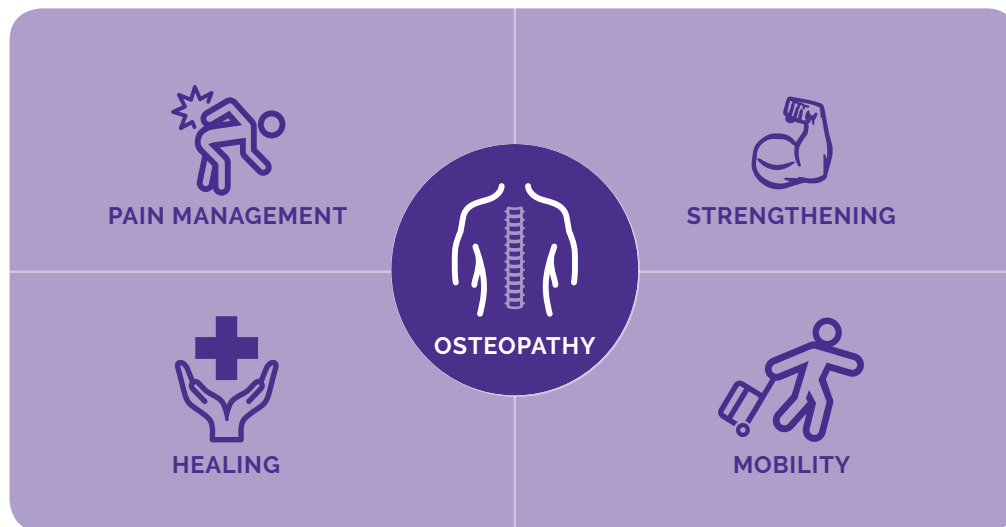 PAIN MANAGEMENT
STRENGTHENING
OSTEOPATHY
HEALING
MOBILITY